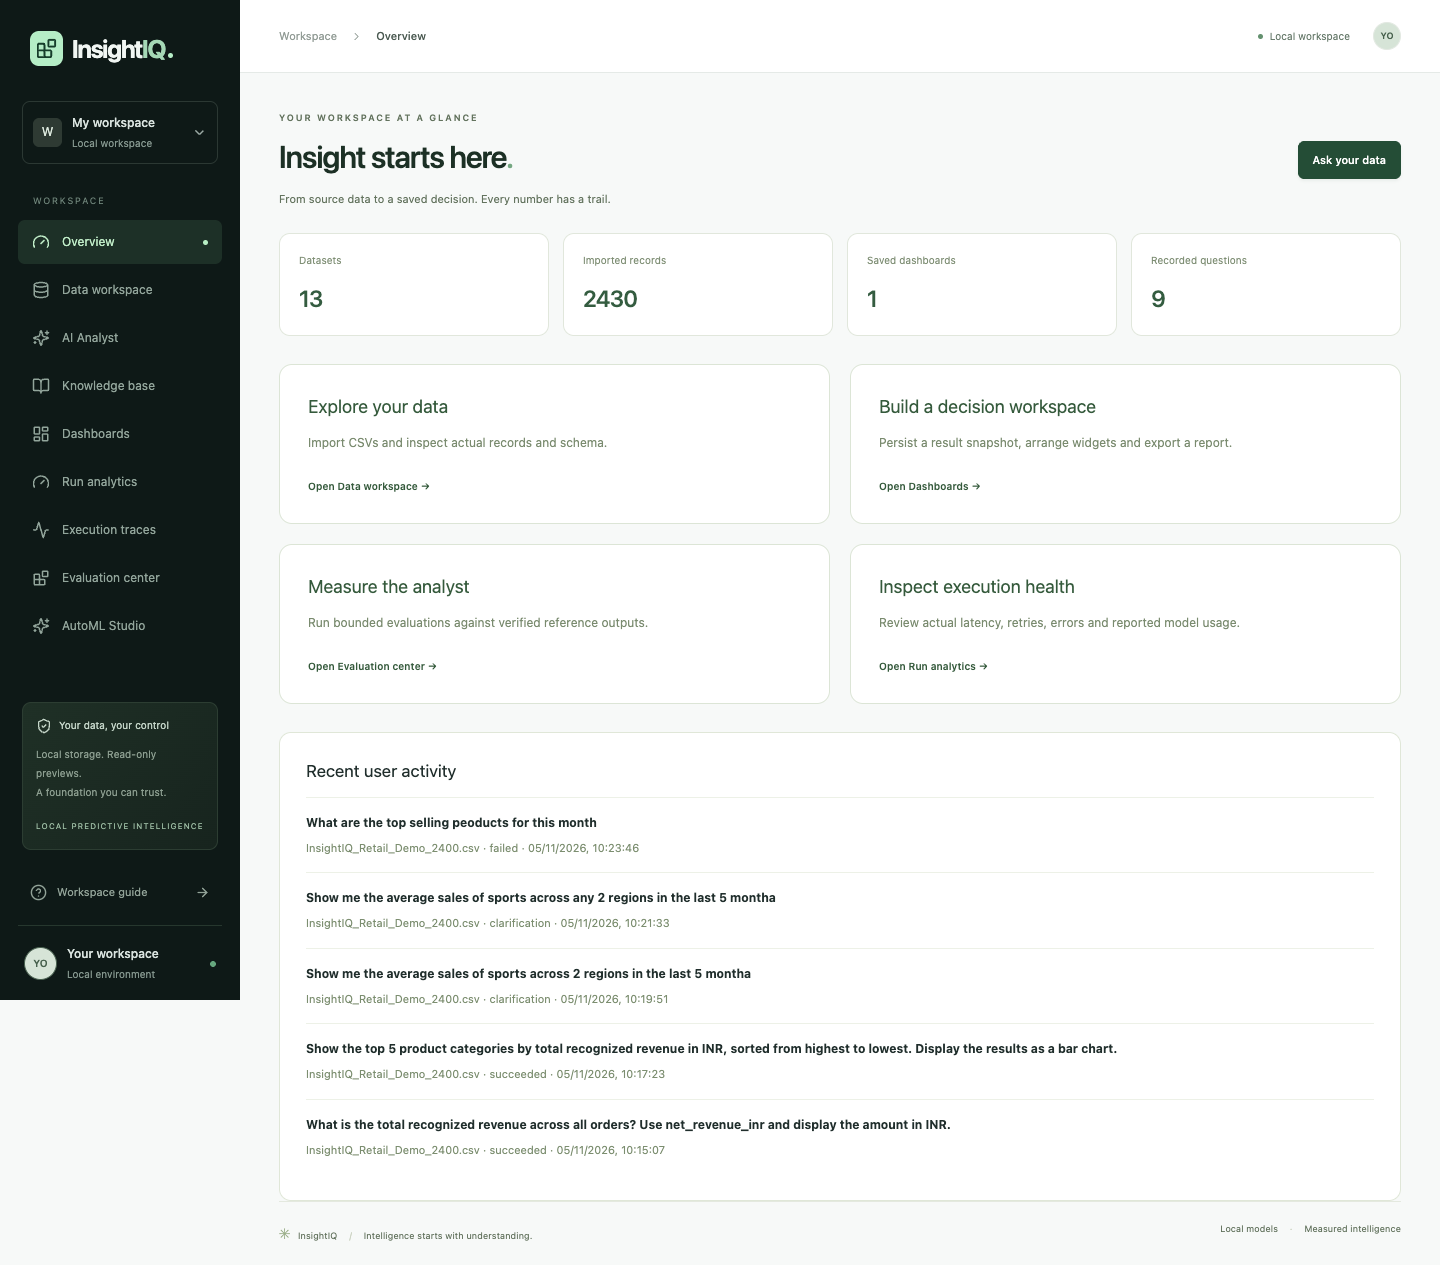 InsightIQ.
W
My workspace
Local workspace
WORKSPACE
Overview
Data workspace
AI Analyst
Knowledge base
Dashboards
Run analytics
Execution traces
Evaluation center
AutoML Studio
Your data, your control
Local storage. Read-only
previews.
A foundation you can trust.
LOCAL PREDICTIVE INTELLIGENCE
Workspace guide
YO
Your workspace
Local environment
Workspace > Overview
Local workspace
YO
YOUR WORKSPACE AT A GLANCE
Insight starts here.
From source data to a saved decision. Every number has a trail.
Ask your data
Datasets
13
Imported records
2430
Saved dashboards
1
Recorded questions
9
Explore your data
Import CSVs and inspect actual records and schema.
Open Data workspace →
Build a decision workspace
Persist a result snapshot, arrange widgets and export a report.
Open Dashboards →
Measure the analyst
Run bounded evaluations against verified reference outputs.
Open Evaluation center →
Inspect execution health
Review actual latency, retries, errors and reported model usage.
Open Run analytics →
Recent user activity
What are the top selling peoducts for this month
InsightIQ_Retail_Demo_2400.csv · failed · 05/11/2026, 10:23:46
Show me the average sales of sports across any 2 regions in the last 5 montha
InsightIQ_Retail_Demo_2400.csv · clarification · 05/11/2026, 10:21:33
Show me the average sales of sports across 2 regions in the last 5 montha
InsightIQ_Retail_Demo_2400.csv · clarification · 05/11/2026, 10:19:51
Show the top 5 product categories by total recognized revenue in INR, sorted from highest to lowest. Display the results as a bar chart.
InsightIQ_Retail_Demo_2400.csv · succeeded · 05/11/2026, 10:17:23
What is the total recognized revenue across all orders? Use net_revenue_inr and display the amount in INR.
InsightIQ_Retail_Demo_2400.csv · succeeded · 05/11/2026, 10:15:07
InsightIQ / Intelligence starts with understanding.
Local models · Measured intelligence